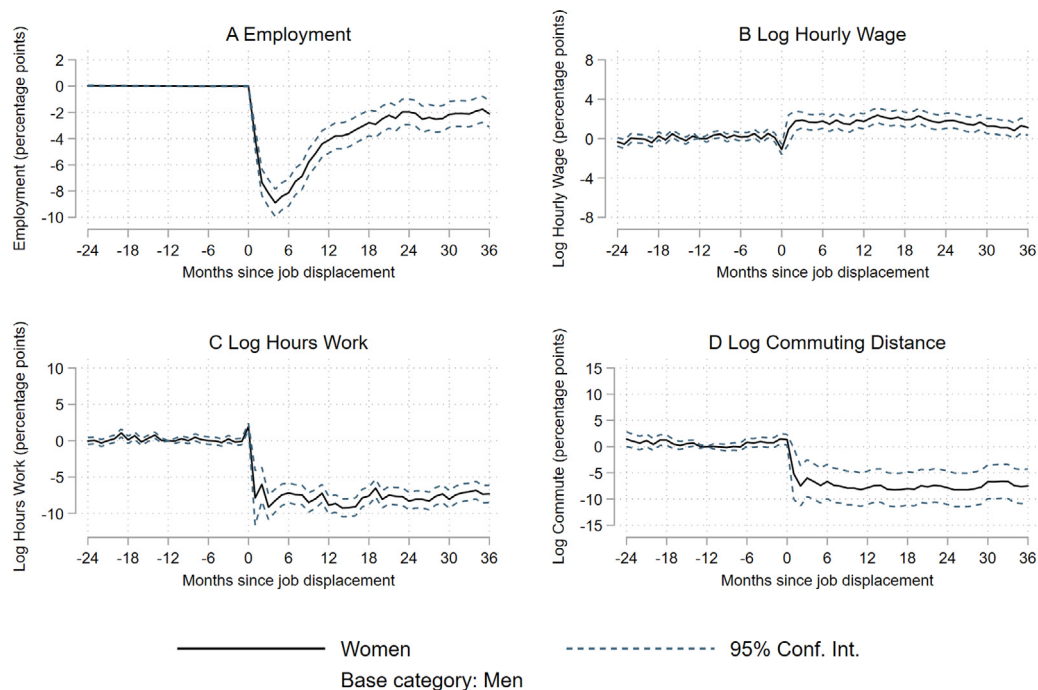 A Employment
Employment (percentage points)
2
0
-2
-4
-6
-8
-10
-24 -18 -12 -6 0 6 12 18 24 30 36
Months since job displacement
B Log Hourly Wage
Log Hourly Wage (percentage points)
8
4
0
-4
-8
-24 -18 -12 -6 0 6 12 18 24 30 36
Months since job displacement
C Log Hours Work
Log Hours Work (percentage points)
10
5
0
-5
-10
-24 -18 -12 -6 0 6 12 18 24 30 36
Months since job displacement
D Log Commuting Distance
Log Commute (percentage points)
15
10
5
0
-5
-10
-15
-24 -18 -12 -6 0 6 12 18 24 30 36
Months since job displacement
Women
95% Conf. Int.
Base category: Men